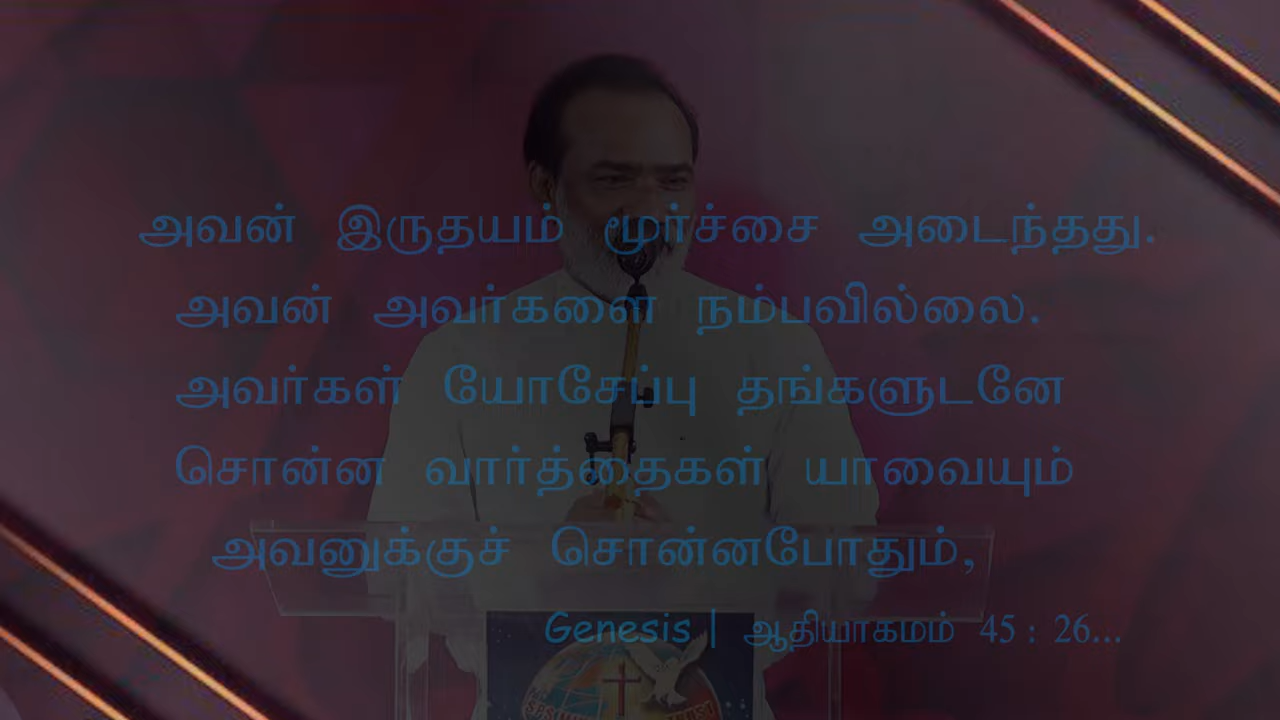 அவன் இருதயம் மூர்ச்சை அடைந்தது.
அவன் அவர்களை நம்பவில்லை.
அவர்கள் யோசேப்பு தங்களுடனே
சொன்ன வார்த்தைகள் யாவையும்
அவனுக்குச் சொன்னபோதும்,
Genesis | ஆதியாகமம் 45 : 26...